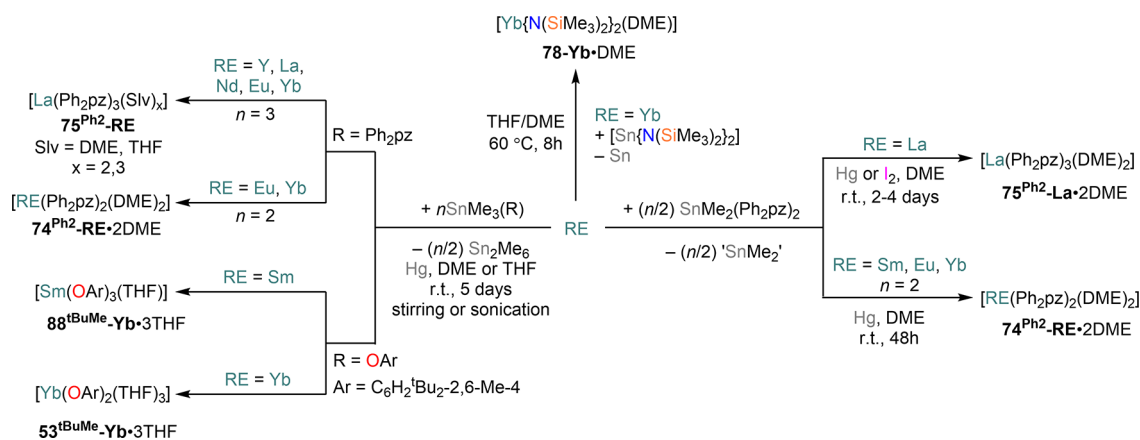 [Yb{N(SiMe3)2}2(DME)]
78-Yb•DME
THF/DME
60 °C, 8h
RE = Yb
+ [Sn{N(SiMe3)2}2]
– Sn
RE = Y, La,
Nd, Eu, Yb
n = 3
[La(Ph2pz)3(Slv)x]
75Ph2-RE
Slv = DME, THF
x = 2,3
R = Ph2pz
RE = Eu, Yb
n = 2
[RE(Ph2pz)2(DME)2]
74Ph2-RE•2DME
+ nSnMe3(R)
– (n/2) Sn2Me6
Hg, DME or THF
r.t., 5 days
stirring or sonication
RE
RE = Sm
[Sm(OAr)3(THF)]
88tBuMe-Yb•3THF
R = OAr
Ar = C6H2tBu2-2,6-Me-4
RE = Yb
[Yb(OAr)2(THF)3]
53tBuMe-Yb•3THF
+ (n/2) SnMe2(Ph2pz)2
– (n/2) 'SnMe2'
RE = La
Hg or I2, DME
r.t., 2-4 days
[La(Ph2pz)3(DME)2]
75Ph2-La•2DME
RE = Sm, Eu, Yb
n = 2
Hg, DME
r.t., 48h
[RE(Ph2pz)2(DME)2]
74Ph2-RE•2DME